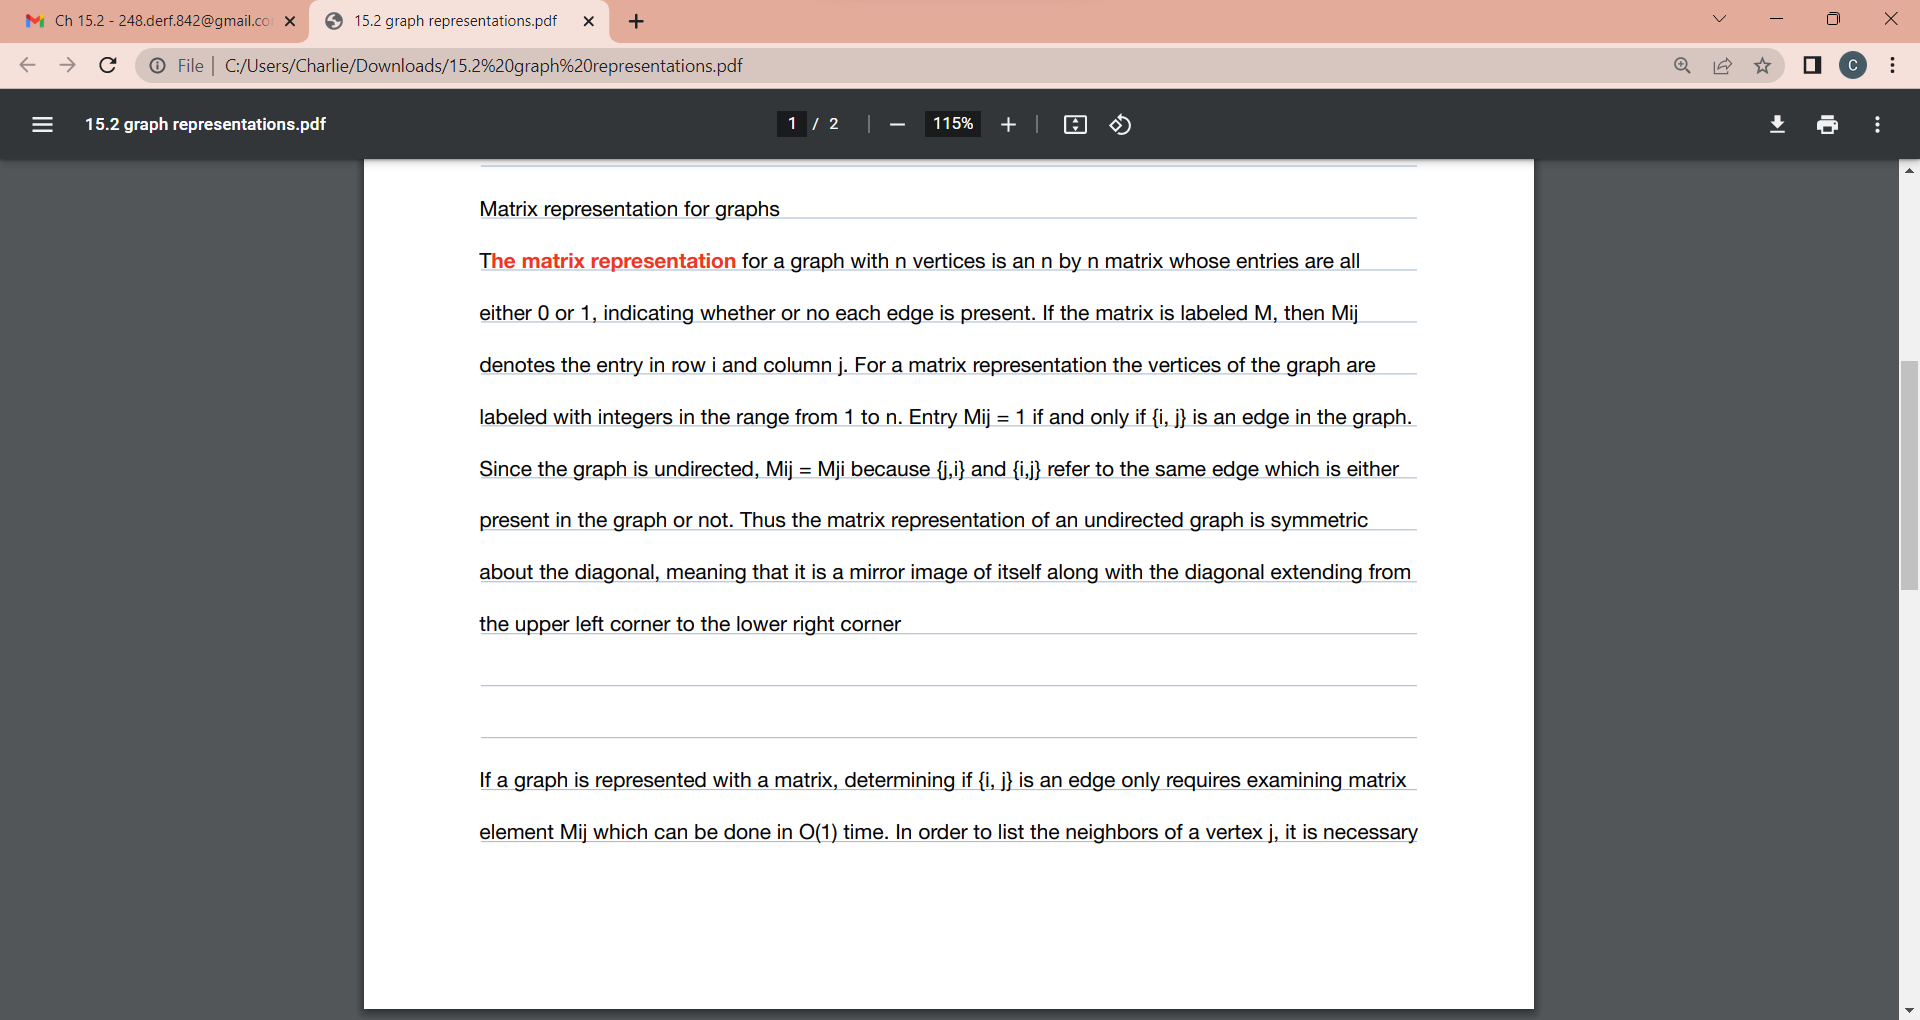 Ch 15.2 - 248.derf.842@gmail.co
15.2 graph representations.pdf
File | C:/Users/Charlie/Downloads/15.2%20graph%20representations.pdf
C
15.2 graph representations.pdf
1 / 2 | − 115% + |
Matrix representation for graphs
The matrix representation for a graph with n vertices is an n by n matrix whose entries are all
either 0 or 1, indicating whether or no each edge is present. If the matrix is labeled M, then Mij
denotes the entry in row i and column j. For a matrix representation the vertices of the graph are
labeled with integers in the range from 1 to n. Entry Mij = 1 if and only if {i, j} is an edge in the graph.
Since the graph is undirected, Mij = Mji because {j,i} and {i,j} refer to the same edge which is either
present in the graph or not. Thus the matrix representation of an undirected graph is symmetric
about the diagonal, meaning that it is a mirror image of itself along with the diagonal extending from
the upper left corner to the lower right corner
If a graph is represented with a matrix, determining if {i, j} is an edge only requires examining matrix
element Mij which can be done in O(1) time. In order to list the neighbors of a vertex j, it is necessary